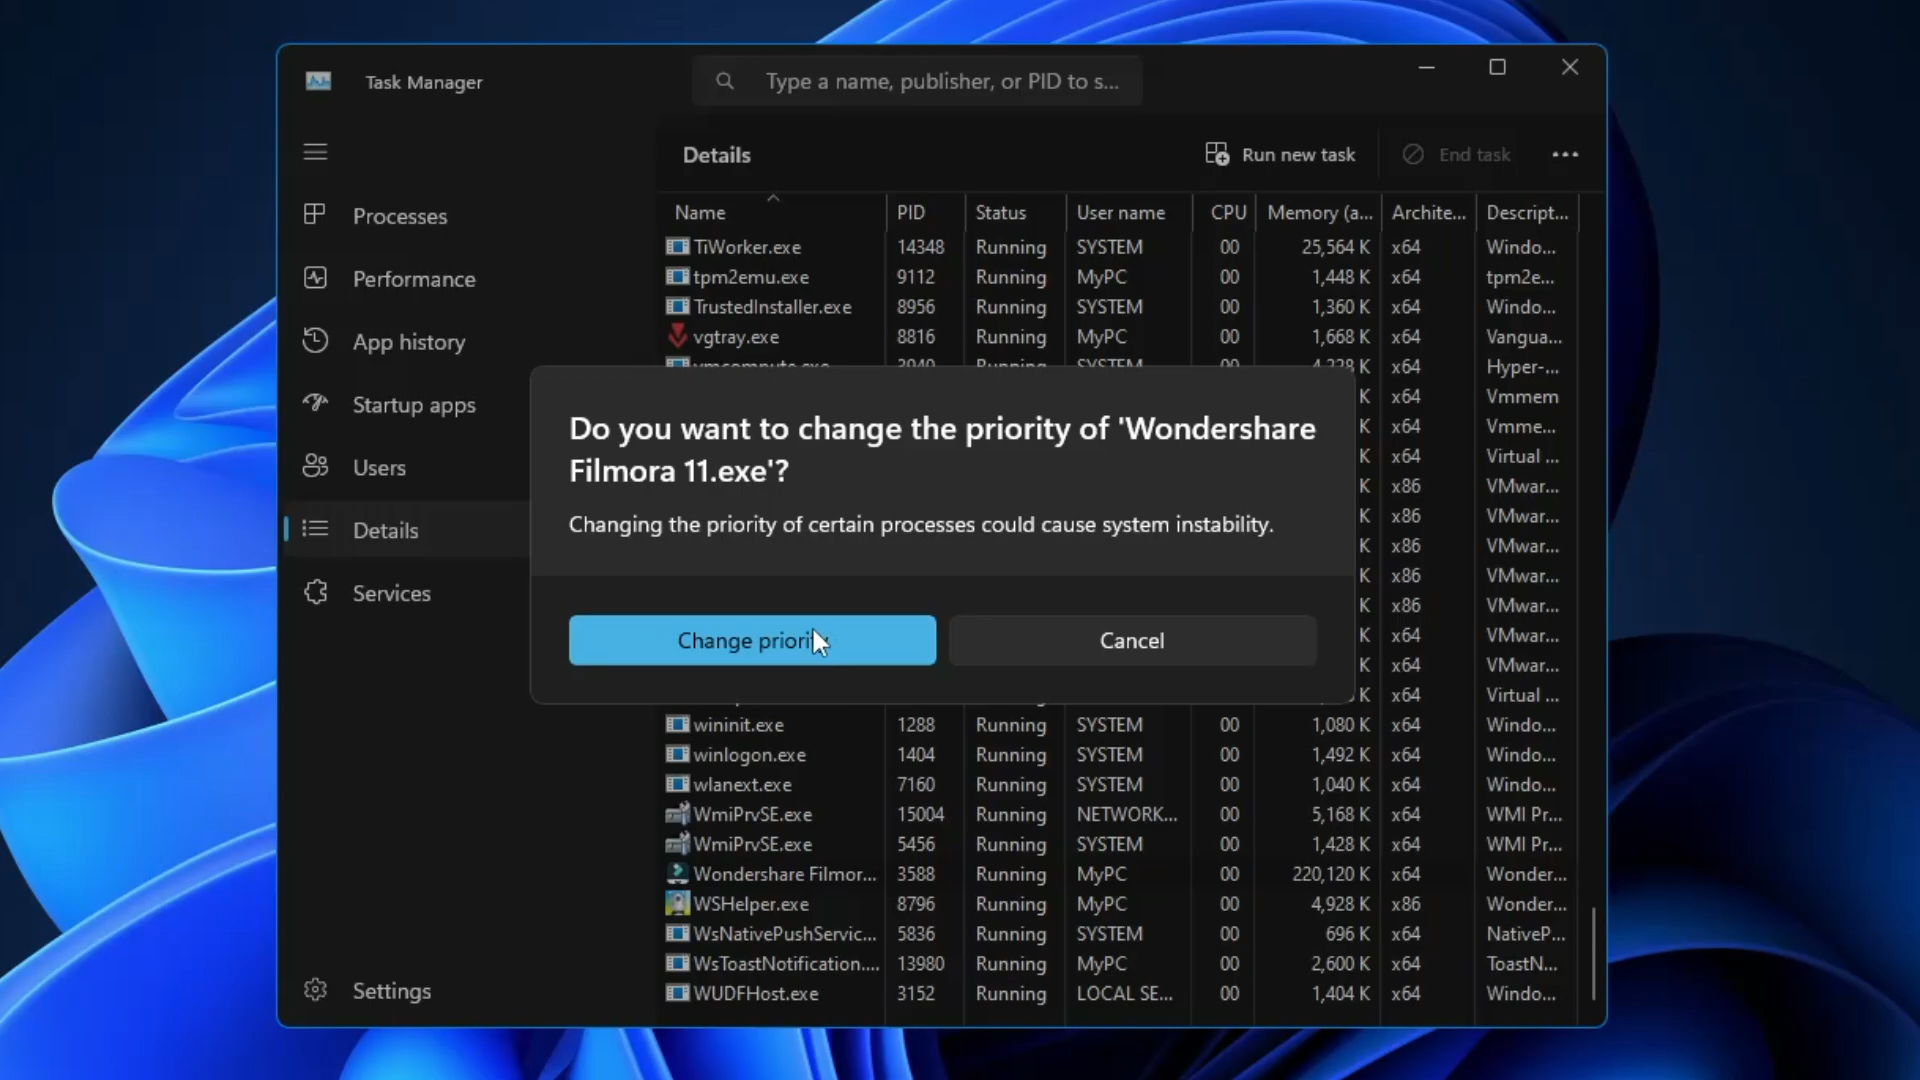 Task Manager
Type a name, publisher, or PID to s...
Details
Run new task
End task
Processes
Performance
App history
Startup apps
Users
Details
Services
Settings
Name PID Status User name CPU Memory (a... Archite... Descript...
TiWorker.exe 14348 Running SYSTEM 00 25,564 K x64 Windo...
tpm2emu.exe 9112 Running MyPC 00 1,448 K x64 tpm2e...
TrustedInstaller.exe 8956 Running SYSTEM 00 1,360 K x64 Windo...
vgtray.exe 8816 Running MyPC 00 1,668 K x64 Vangua...
vmcompute.exe 3940 Running SYSTEM 00 4,228 K x64 Hyper-...
K x64 Vmmem
K x64 Vmme...
K x64 Virtual ...
K x86 VMwar...
K x86 VMwar...
K x86 VMwar...
K x86 VMwar...
K x86 VMwar...
K x64 VMwar...
K x64 VMwar...
K x64 Virtual ...
Do you want to change the priority of 'Wondershare
Filmora 11.exe'?
Changing the priority of certain processes could cause system instability.
Change priority
Cancel
wininit.exe 1288 Running SYSTEM 00 1,080 K x64 Windo...
winlogon.exe 1404 Running SYSTEM 00 1,492 K x64 Windo...
wlanext.exe 7160 Running SYSTEM 00 1,040 K x64 Windo...
WmiPrvSE.exe 15004 Running NETWORK... 00 5,168 K x64 WMI Pr...
WmiPrvSE.exe 5456 Running SYSTEM 00 1,428 K x64 WMI Pr...
Wondershare Filmor... 3588 Running MyPC 00 220,120 K x64 Wonder...
WSHelper.exe 8796 Running MyPC 00 4,928 K x86 Wonder...
WsNativePushServic... 5836 Running SYSTEM 00 696 K x64 NativeP...
WsToastNotification.... 13980 Running MyPC 00 2,600 K x64 ToastN...
WUDFHost.exe 3152 Running LOCAL SE... 00 1,404 K x64 Windo...